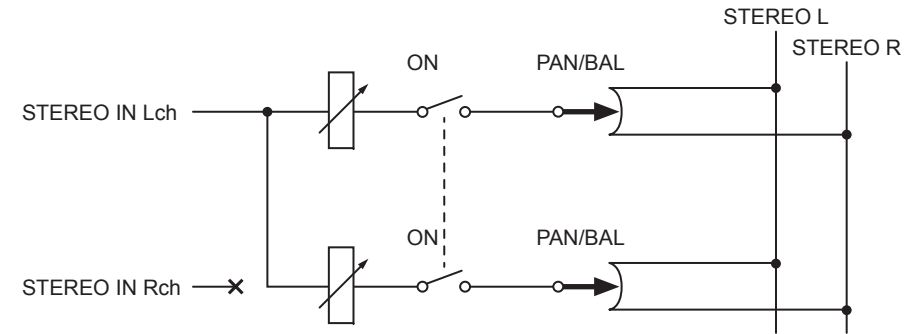 STEREO L
STEREO R
ON
PAN/BAL
STEREO IN Lch
ON
PAN/BAL
STEREO IN Rch